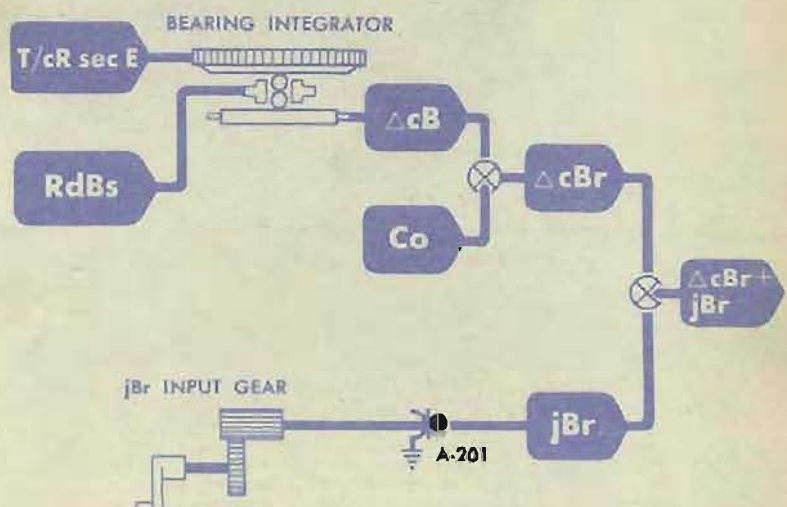 BEARING INTEGRATOR
T/cR sec E
RdBs
△cB
△cBr
Co
△cBr+
jBr
jBr INPUT GEAR
jBr
A-201